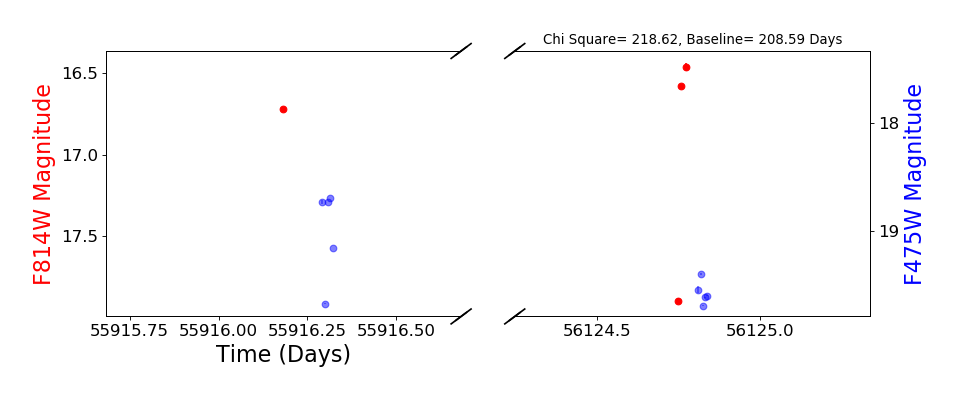 Chi Square= 218.62, Baseline= 208.59 Days
F814W Magnitude
16.5
17.0
17.5
18
19
F475W Magnitude
55915.75 55916.00 55916.25 55916.50 56124.5 56125.0
Time (Days)